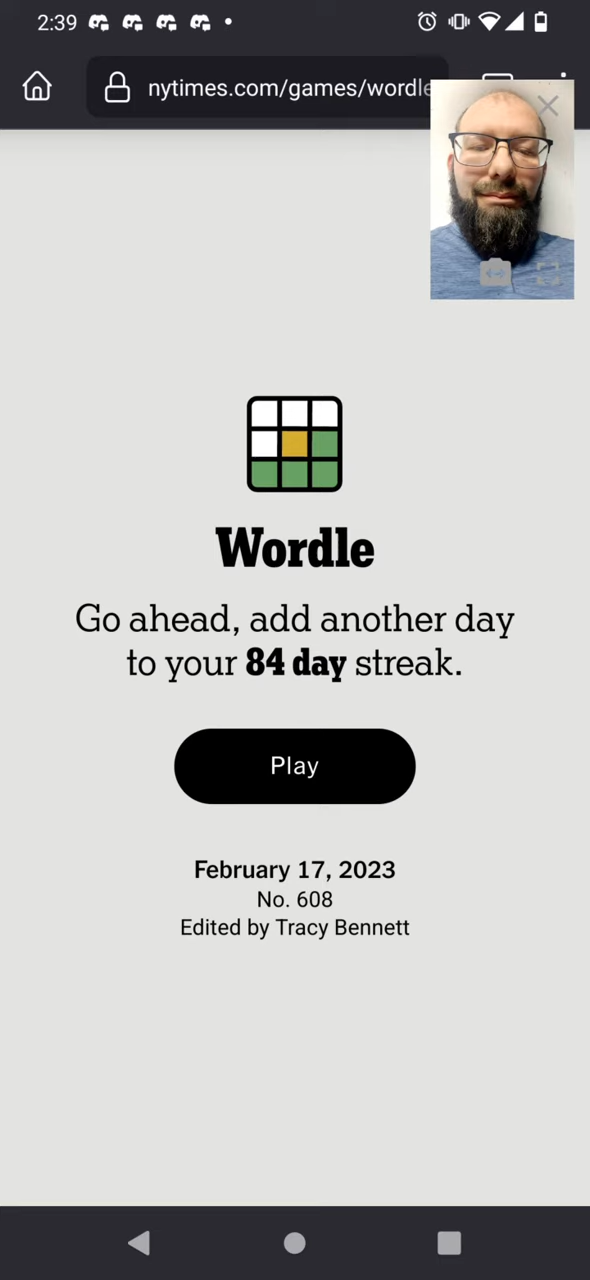 2:39
nytimes.com/games/wordle
Wordle
Go ahead, add another day
to your 84 day streak.
Play
February 17, 2023
No. 608
Edited by Tracy Bennett